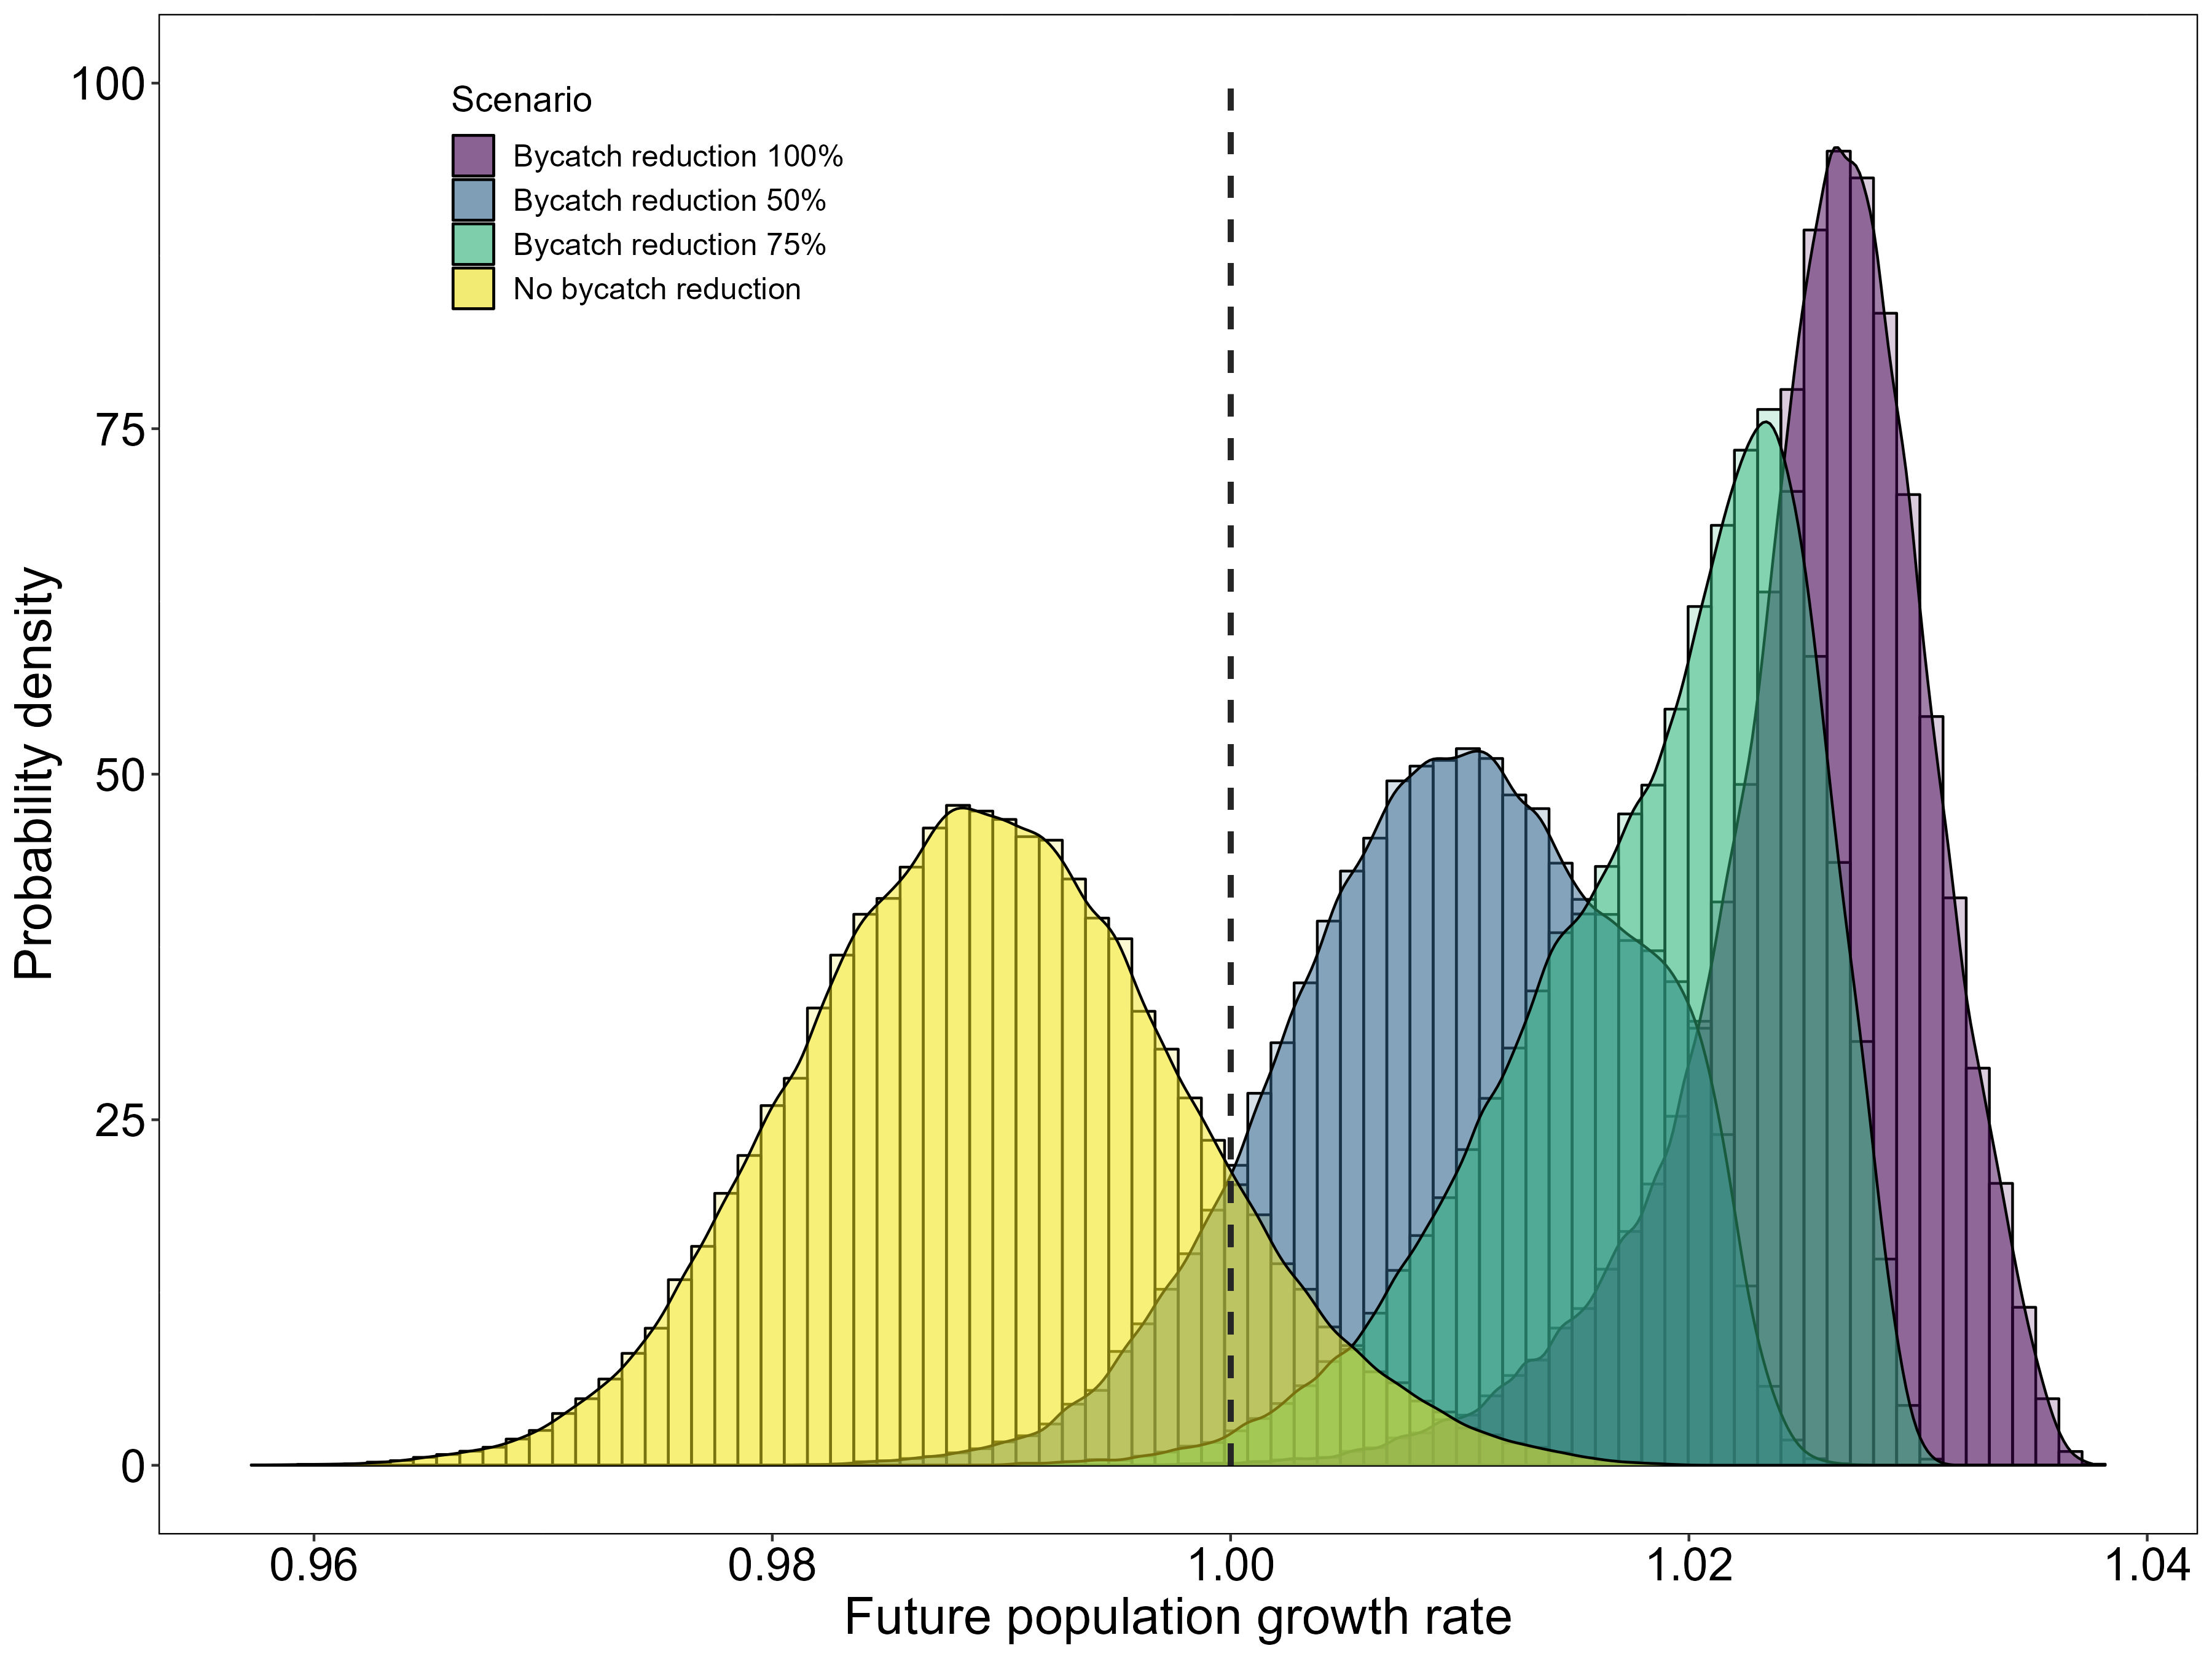 100
75
50
25
0
Probability density
Scenario
Bycatch reduction 100%
Bycatch reduction 50%
Bycatch reduction 75%
No bycatch reduction
0.96 0.98 1.00 1.02 1.04
Future population growth rate